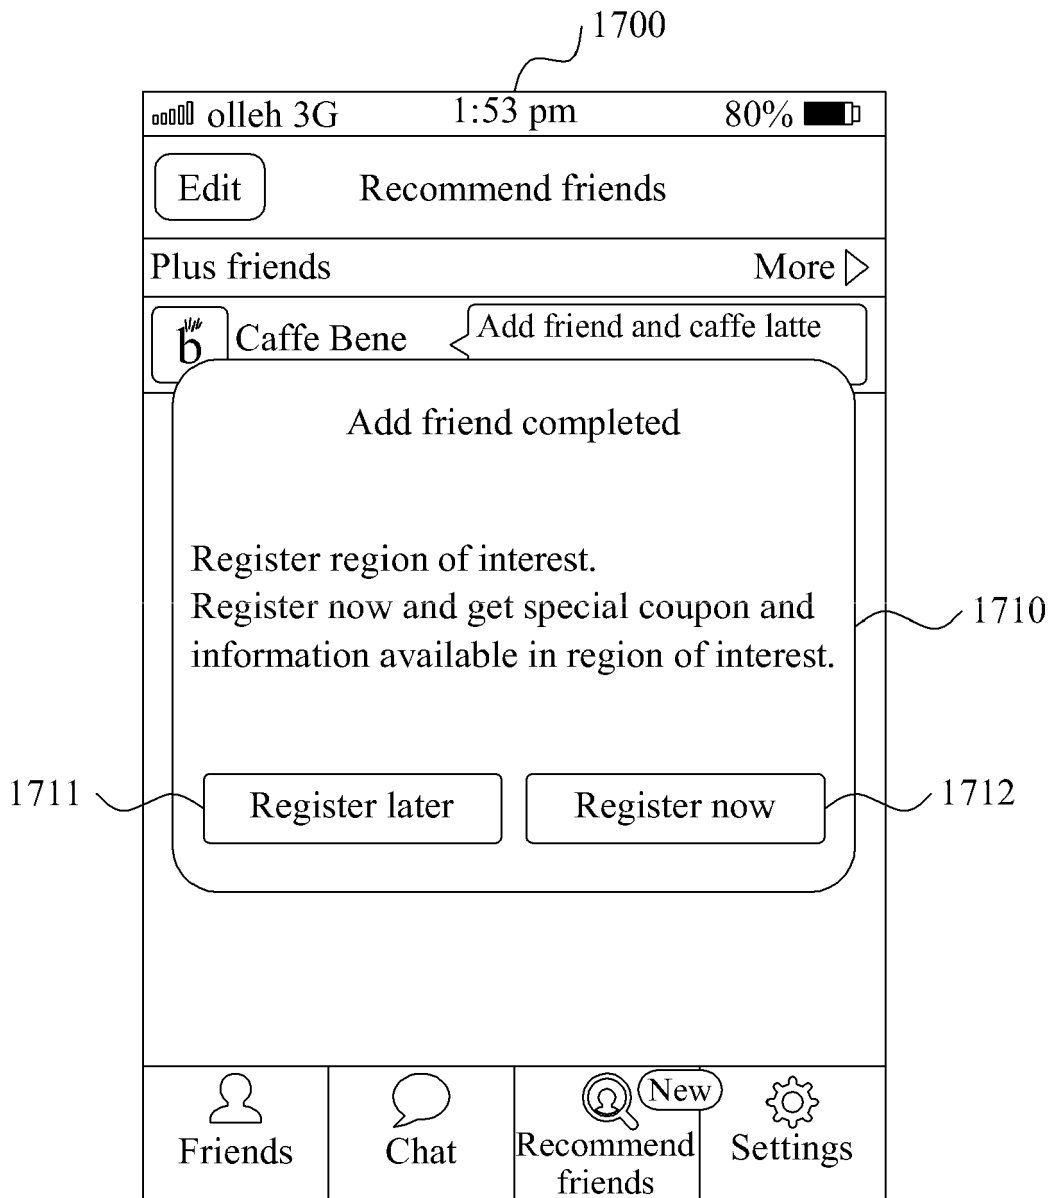 1700
olleh 3G 1:53 pm 80%
Edit Recommend friends
Plus friends More
b Caffe Bene Add friend and caffe latte
Add friend completed
Register region of interest.
Register now and get special coupon and
information available in region of interest.
1710
1711 Register later Register now 1712
New
Friends Chat Recommend friends Settings